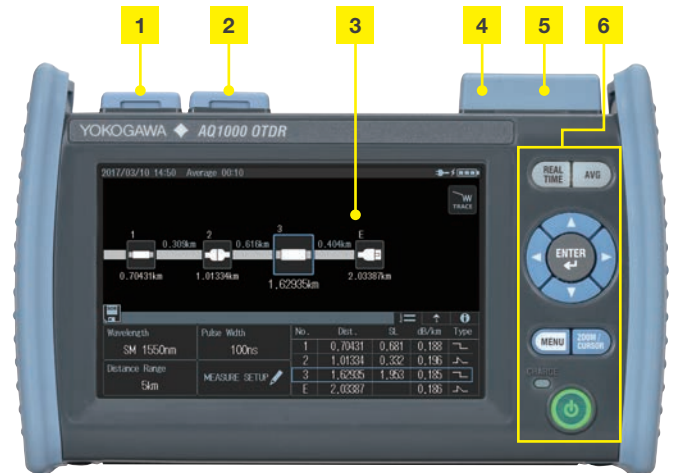 1 2 3 4 5 6
YOKOGAWA AQ1000 OTDR
2017/03/10 14:50 Average 00:10
REAL TIME AVG
TRACE
1 2 3 E
0.309km 0.616km 0.404km
0.70431km 1.01334km 1.62935km 2.03387km
ENTER
MENU ZOOM / CURSOR
CHARGE
Wavelength Pulse Width No. Dist. SL dB/km Type
SM 1550nm 100ns
1 0.70431 0.681 0.188
2 1.01334 0.332 0.196
Distance Range MEASURE SETUP
5km
3 1.62935 1.953 0.185
E 2.03387 0.186